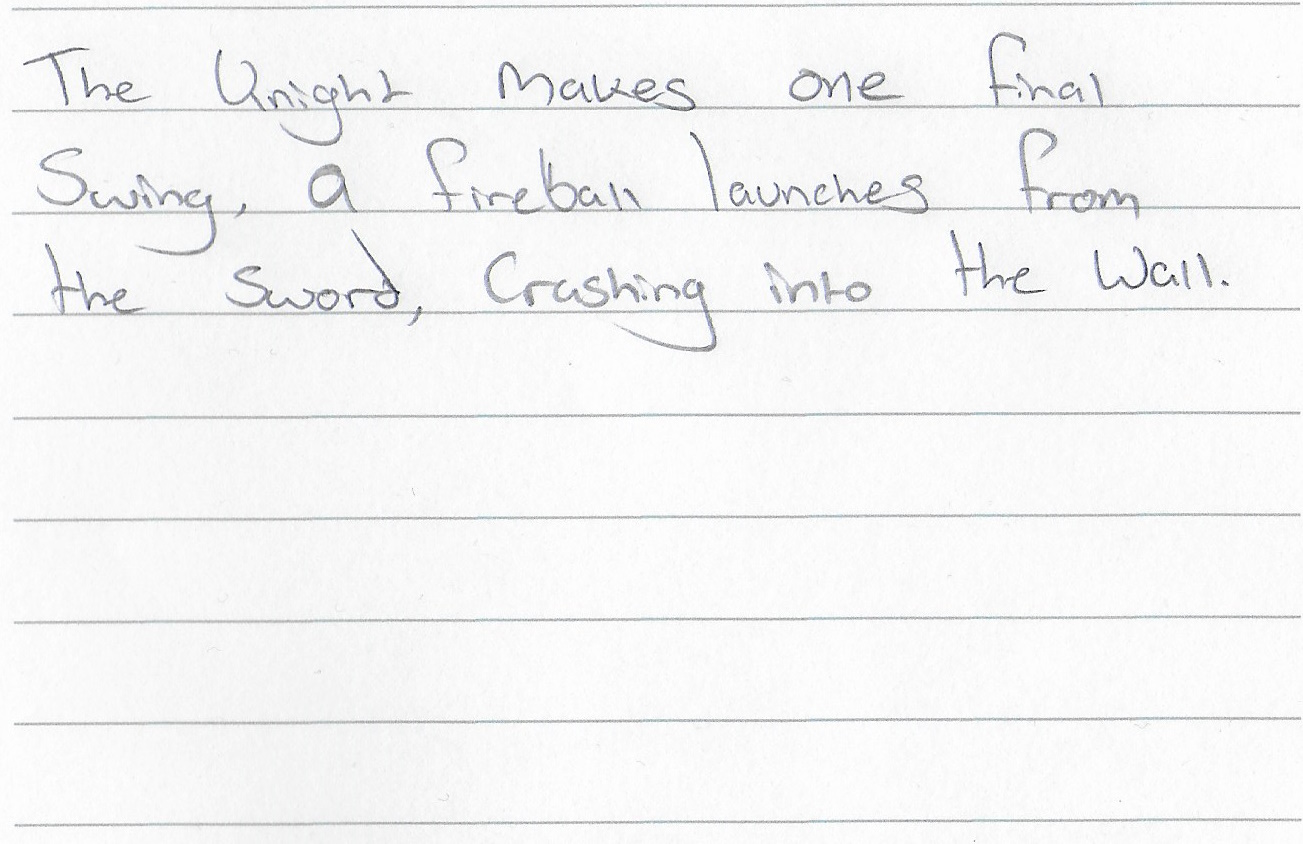 The Knight makes one final
Swing, a fireball launches from
the Sword, Crashing into the Wall.